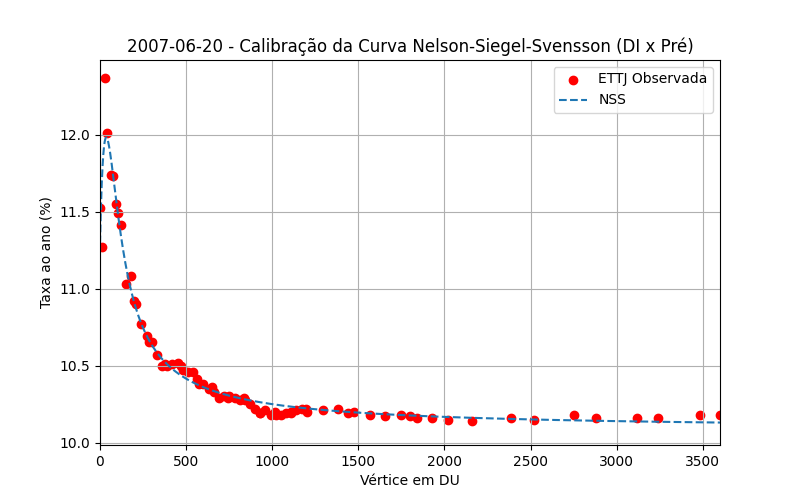 2007-06-20 - Calibração da Curva Nelson-Siegel-Svensson (DI x Pré)
ETTJ Observada
NSS
Taxa ao ano (%)
12.0
11.5
11.0
10.5
10.0
0 500 1000 1500 2000 2500 3000 3500
Vértice em DU